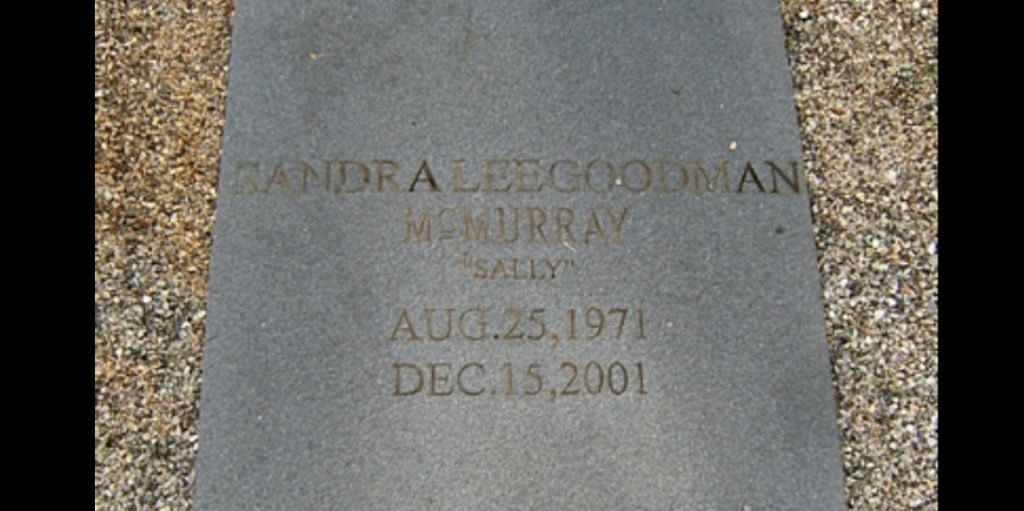 SANDRA LEE GOODMAN
McMURRAY
"SALLY"
AUG. 25, 1971
DEC. 15, 2001